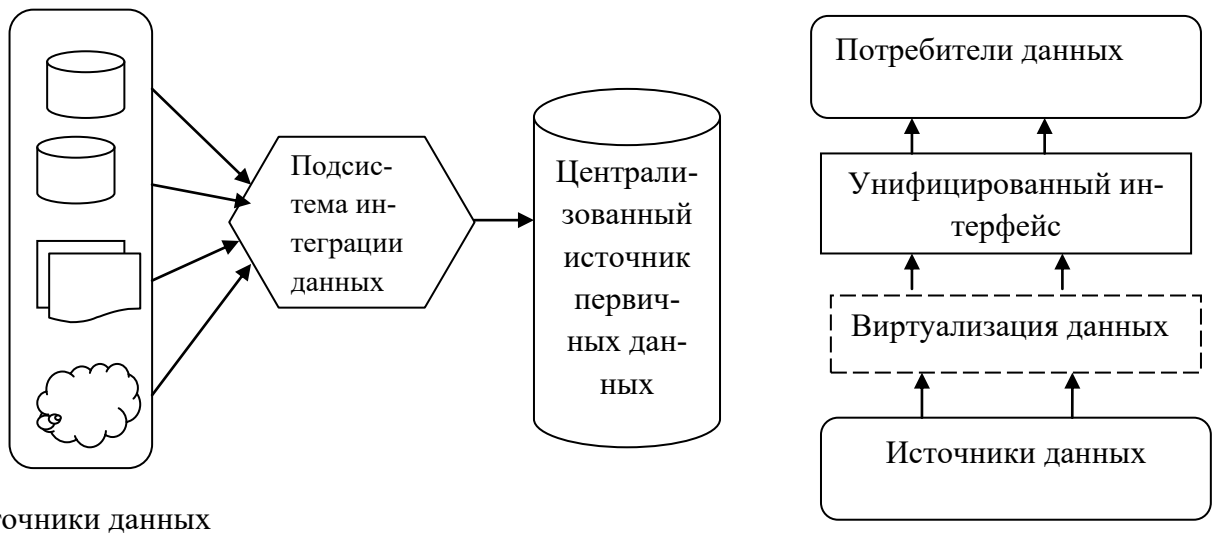 Подсис-
тема ин-
теграции
данных
Централи-
зованный
источник
первич-
ных дан-
ных
точники данных
Потребители данных
Унифицированный ин-
терфейс
Виртуализация данных
Источники данных